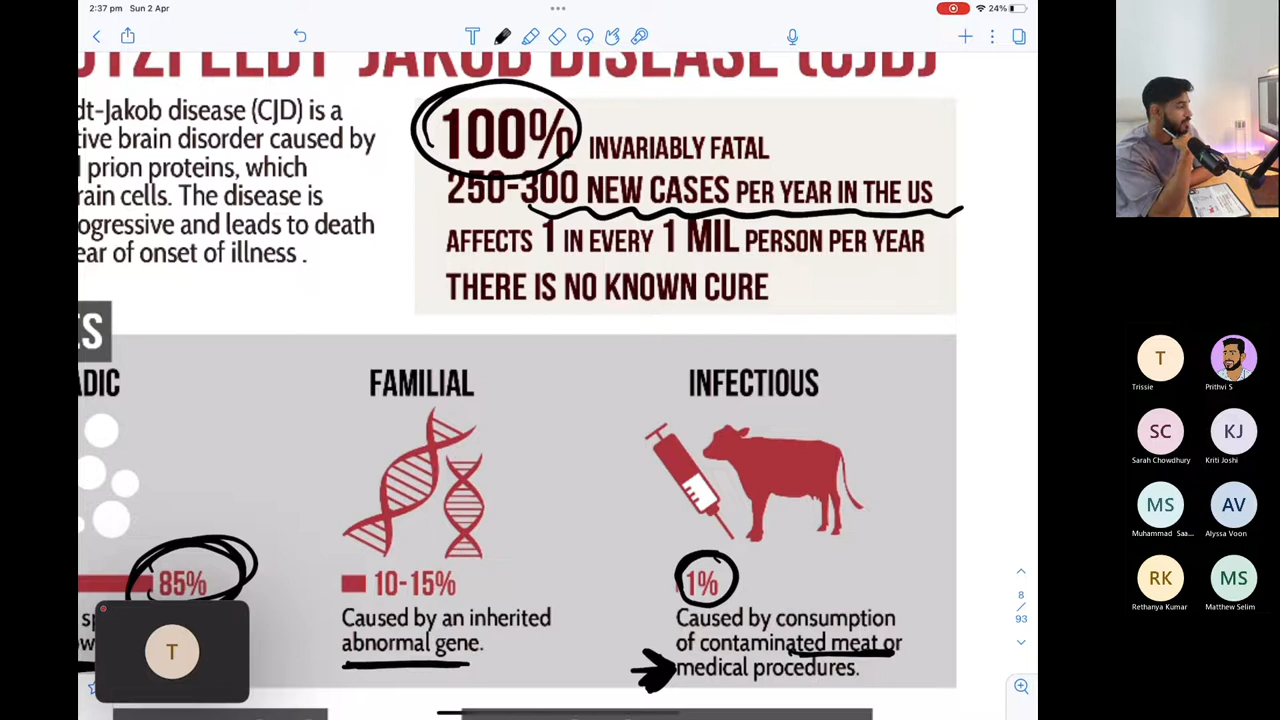 2:37 pm Sun 2 Apr
24%
JAKOB DISEASE (CJD)
dt-Jakob disease (CJD) is a
tive brain disorder caused by
prion proteins, which
rain cells. The disease is
ogressive and leads to death
ear of onset of illness .
100% INVARIABLY FATAL
250-300 NEW CASES PER YEAR IN THE US
AFFECTS 1 IN EVERY 1 MIL PERSON PER YEAR
THERE IS NO KNOWN CURE
ES
ADIC
FAMILIAL
INFECTIOUS
85%
10-15%
Caused by an inherited
abnormal gene.
1%
Caused by consumption
of contaminated meat or
medical procedures.
8
/
93
T
T
Trissie
Prithvi S
SC
Sarah Chowdhury
KJ
Kriti Joshi
MS
Muhammad Saa...
AV
Alyssa Voon
RK
Rethanya Kumar
MS
Matthew Selim